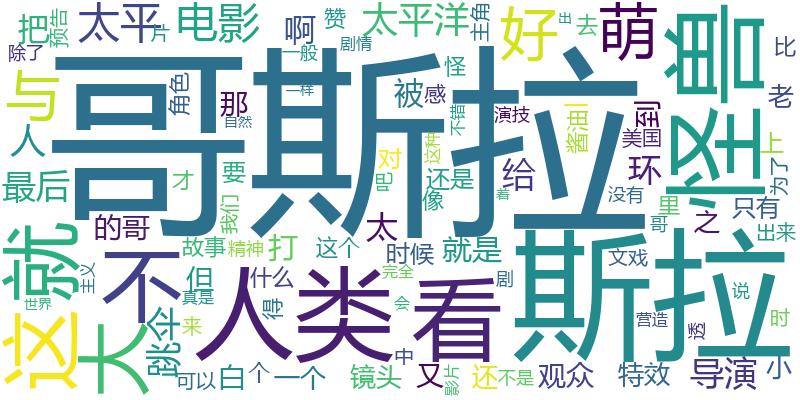 把
预告
太平
片
电影
啊
赞
太平洋
主角
好
出
去
萌
怪兽
比
除了
哥斯拉
一般
剧情
怪
与
角色
那
一样
自然
被
感
不错
演技
酱油
到
老
人
我们
要
吧
对
这种
还是
像
给
美国
环
上
为了
最后
才
的哥
太
没有
里
之
只有
哥
着
就
不
故事
精神
打
这个
时候
就是
斯拉
文戏
出来
主义
但
什么
人类
完全
看
剧
说
世界
真是
得
会
营造
透
时
这
大
跳伞
来
可以
白
个
一个
中
镜头
又
影片
还
不是
观众
特效
导演
小